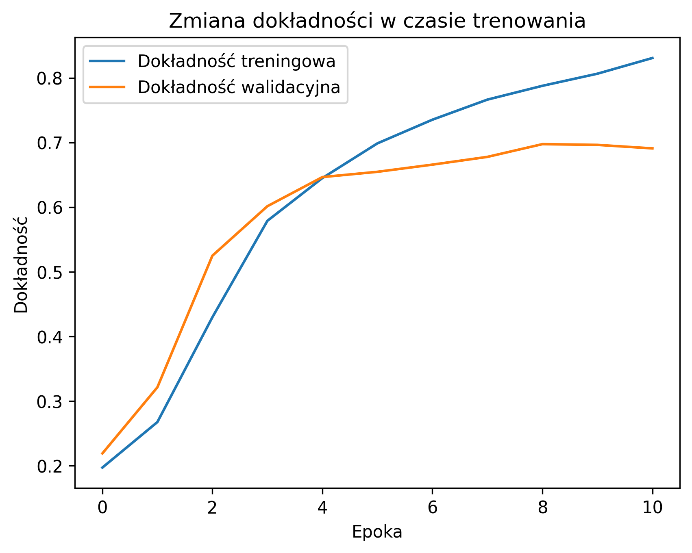 Zmiana dokładności w czasie trenowania
Dokładność treningowa
Dokładność walidacyjna
Dokładność
0.8
0.7
0.6
0.5
0.4
0.3
0.2
0 2 4 6 8 10
Epoka